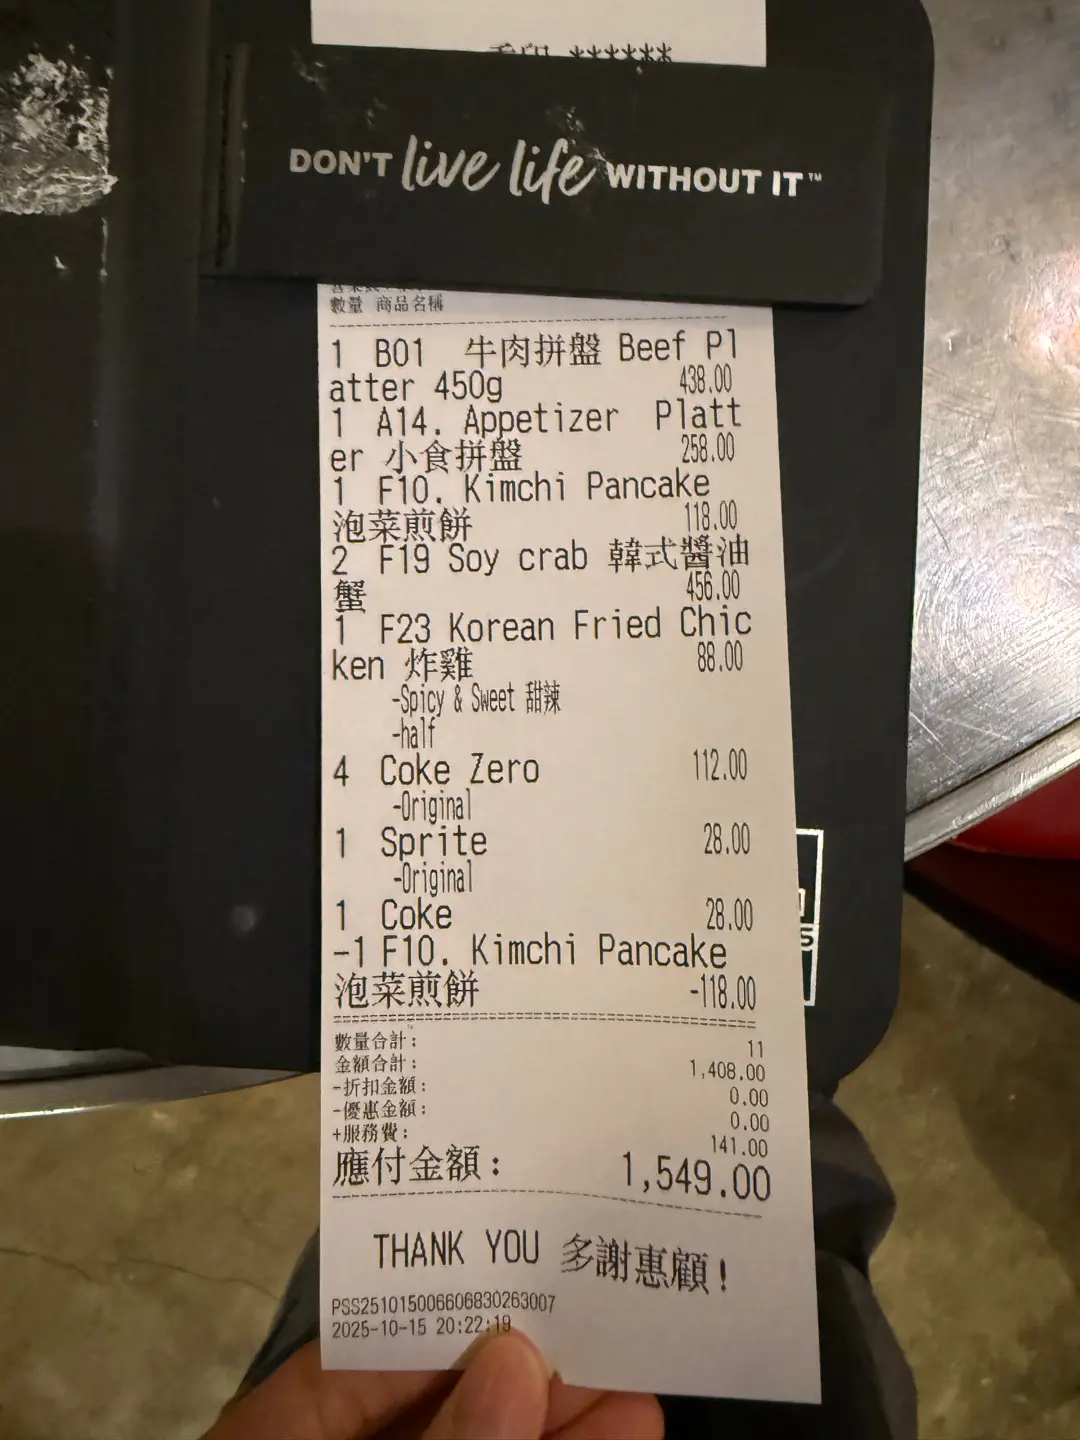 ******
DON'T live life WITHOUT IT™
數量 商品名稱
1 B01 牛肉拼盤 Beef Pl
atter 450g 438.00
1 A14. Appetizer Platt
er 小食拼盤 258.00
1 F10. Kimchi Pancake
泡菜煎餅 118.00
2 F19 Soy crab 韓式醬油
蟹 456.00
1 F23 Korean Fried Chic
ken 炸雞 88.00
-Spicy & Sweet 甜辣
-half
4 Coke Zero 112.00
-Original
1 Sprite 28.00
-Original
1 Coke 28.00
-1 F10. Kimchi Pancake
泡菜煎餅 -118.00
數量合計: 11
金額合計: 1,408.00
-折扣金額: 0.00
-優惠金額: 0.00
+服務費: 141.00
應付金額: 1,549.00
THANK YOU 多謝惠顧!
PSS251015006606830263007
2025-10-15 20:22:19